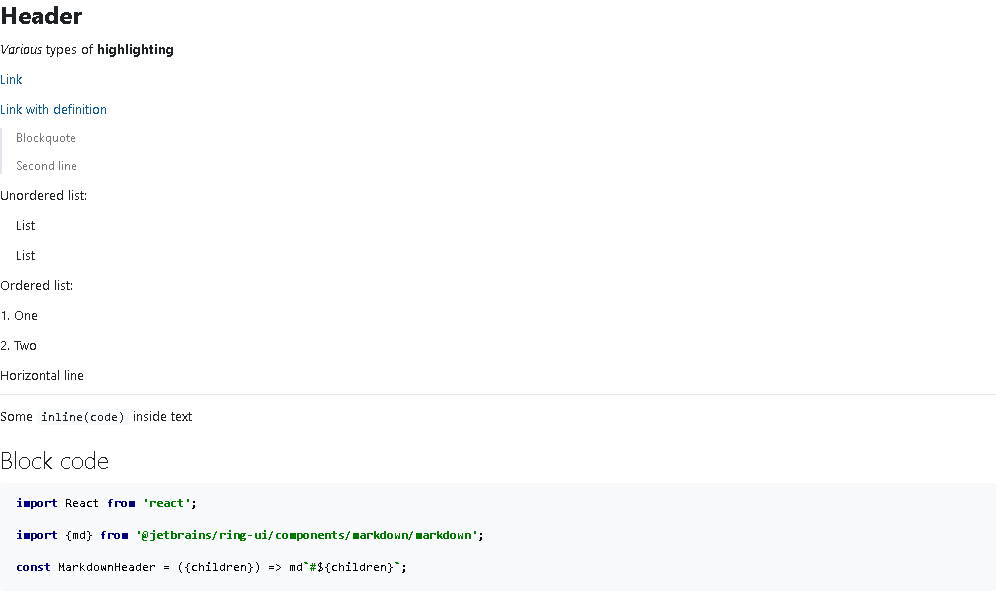 Header
Various types of highlighting
Link
Link with definition
Blockquote
Second line
Unordered list:
List
List
Ordered list:
1. One
2. Two
Horizontal line
Some inline(code) inside text
Block code
import React from 'react';
import {md} from '@jetbrains/ring-ui/components/markdown/markdown';
const MarkdownHeader = ({children}) => md`#${children}`;